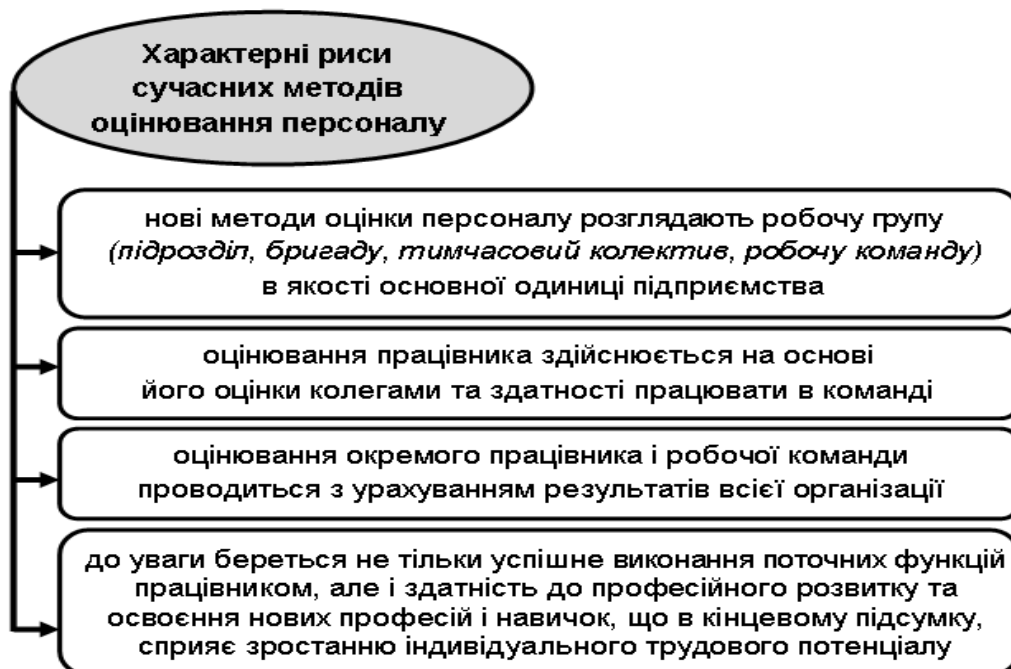 Характерні риси
сучасних методів
оцінювання персоналу
нові методи оцінки персоналу розглядають робочу групу
(підрозділ, бригаду, тимчасовий колектив, робочу команду)
в якості основної одиниці підприємства
оцінювання працівника здійснюється на основі
його оцінки колегами та здатності працювати в команді
оцінювання окремого працівника і робочої команди
проводиться з урахуванням результатів всієї організації
до уваги береться не тільки успішне виконання поточних функцій
працівником, але і здатність до професійного розвитку та
освоєння нових професій і навичок, що в кінцевому підсумку,
сприяє зростанню індивідуального трудового потенціалу